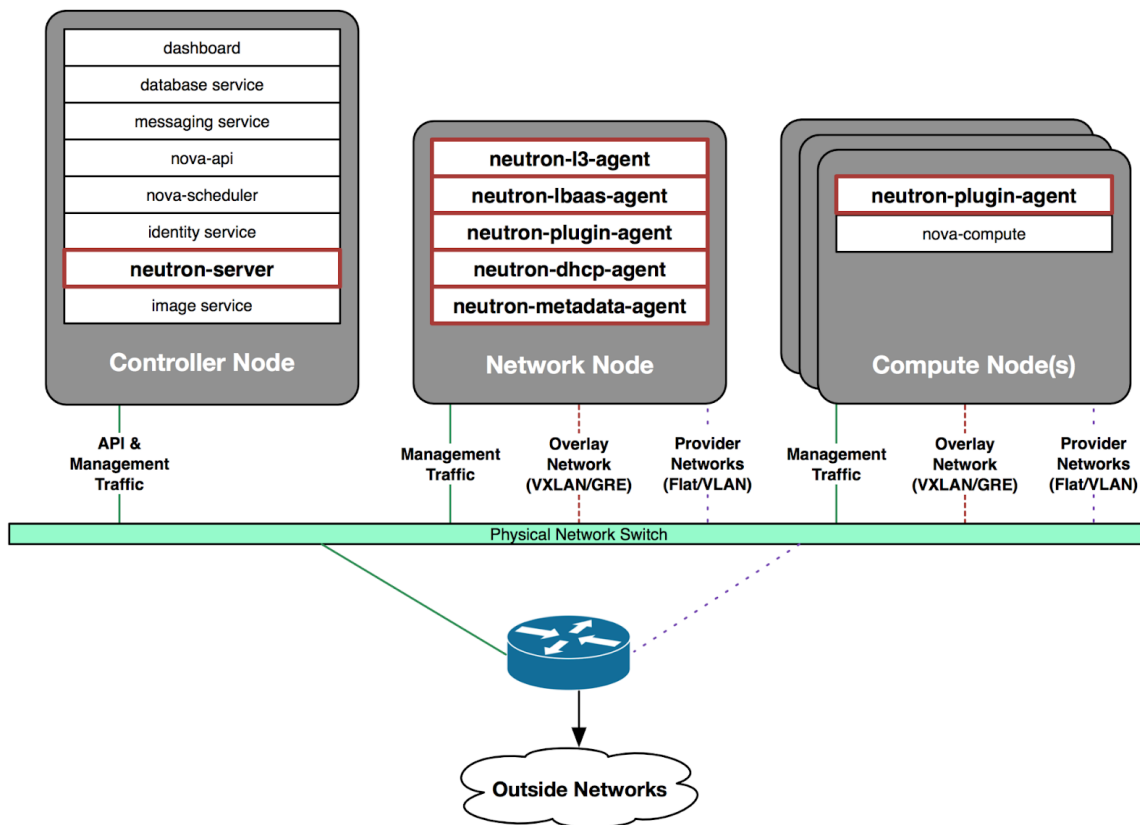 dashboard
database service
messaging service
nova-api
nova-scheduler
identity service
neutron-server
image service
Controller Node
neutron-l3-agent
neutron-lbaas-agent
neutron-plugin-agent
neutron-dhcp-agent
neutron-metadata-agent
Network Node
neutron-plugin-agent
nova-compute
Compute Node(s)
API &
Management
Traffic
Management
Traffic
Overlay
Network
(VXLAN/GRE)
Provider
Networks
(Flat/VLAN)
Management
Traffic
Overlay
Network
(VXLAN/GRE)
Provider
Networks
(Flat/VLAN)
Physical Network Switch
Outside Networks